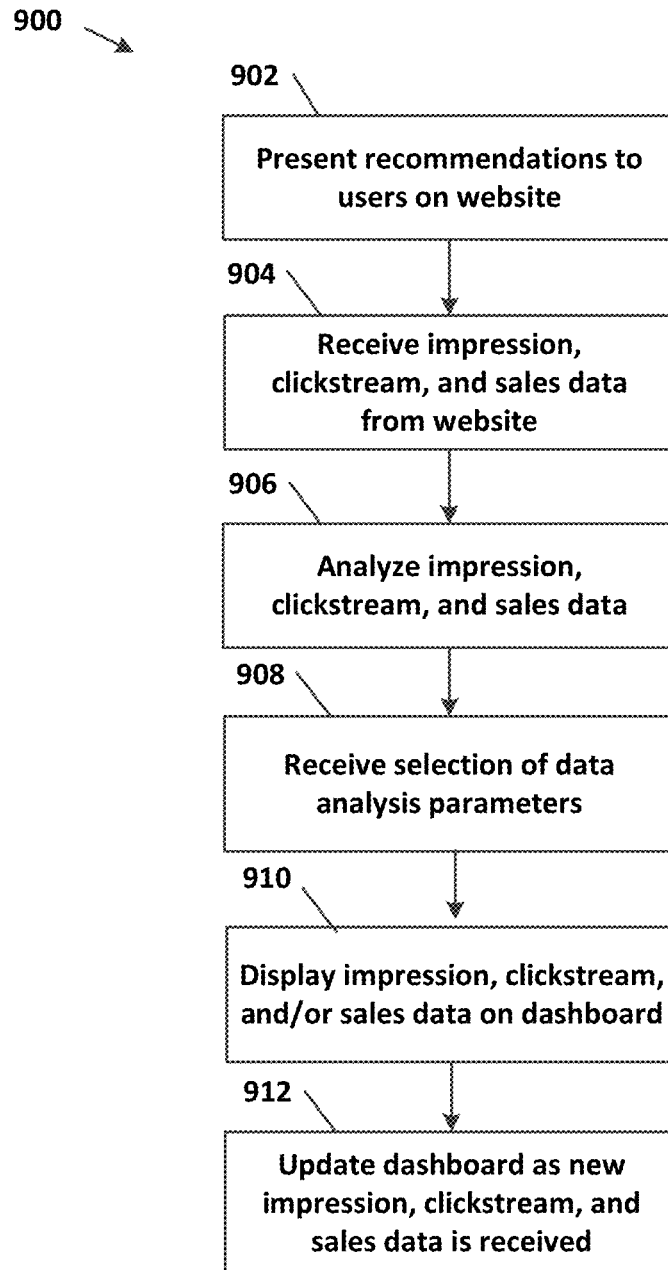 900
902
Present recommendations to
users on website
904
Receive impression,
clickstream, and sales data
from website
906
Analyze impression,
clickstream, and sales data
908
Receive selection of data
analysis parameters
910
Display impression, clickstream,
and/or sales data on dashboard
912
Update dashboard as new
impression, clickstream, and
sales data is received